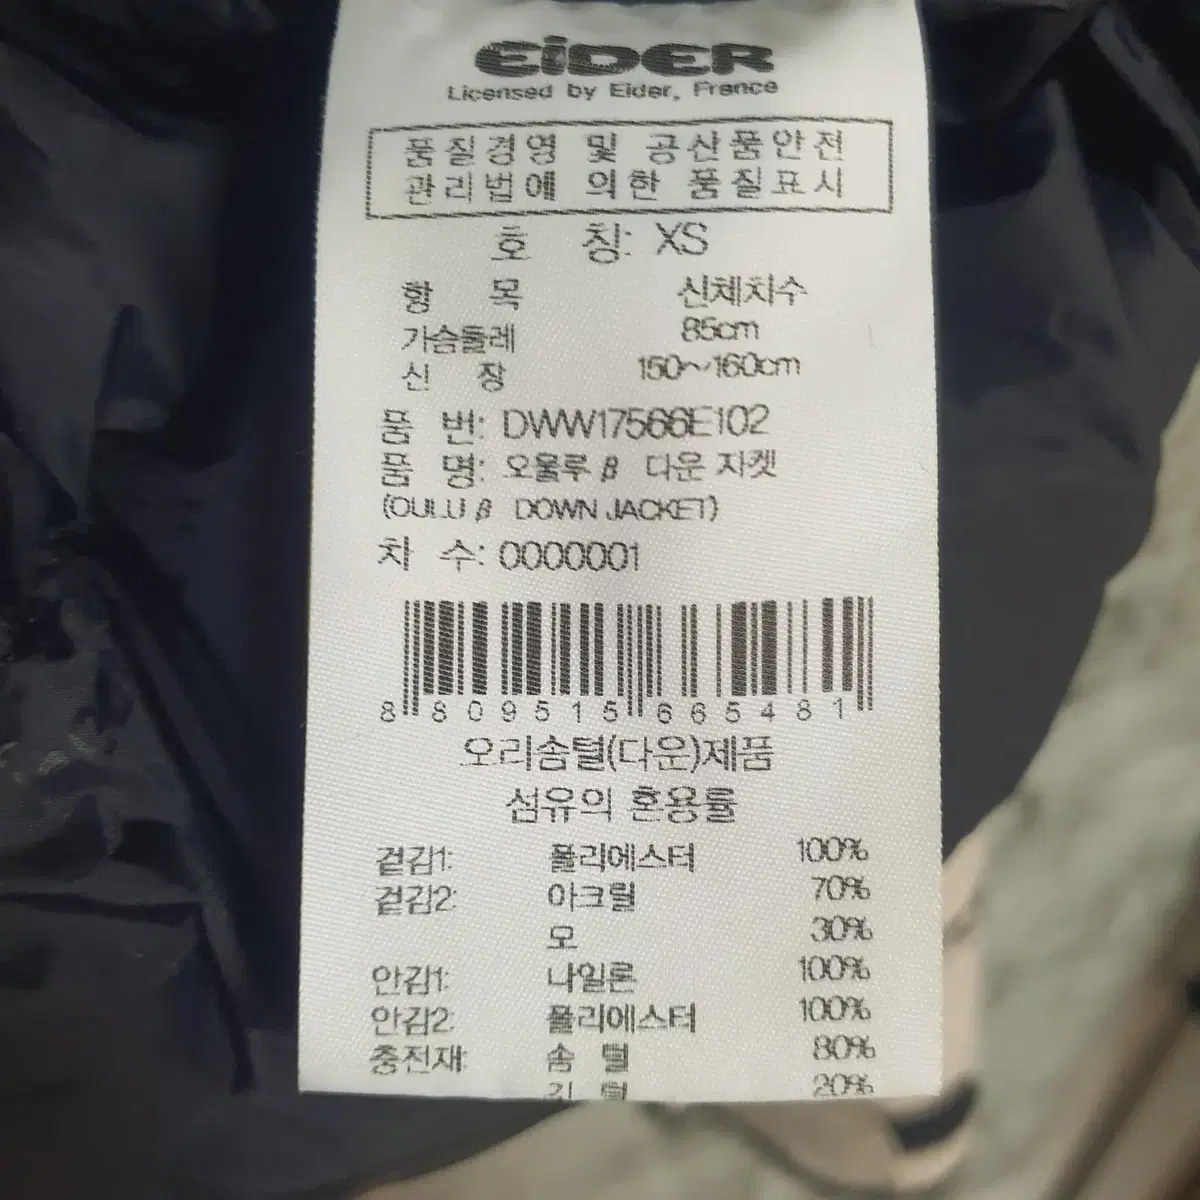 EiDER
Licensed by Eider, France
품질경영 및 공산품안전
관리법에 의한 품질표시
호 칭: XS
항 목 신체치수
가슴둘레 85cm
신 장 150~160cm
품 번: DWW17566E102
품 명: 오울루 β 다운 자켓
(OULU β DOWN JACKET)
차 수: 0000001
8 809515 665481
오리솜털(다운)제품
섬유의 혼용률
겉감1: 폴리에스터 100%
겉감2: 아크릴 70%
모 30%
안감1: 나일론 100%
안감2: 폴리에스터 100%
충전재: 솜 털 80%
깃 털 20%